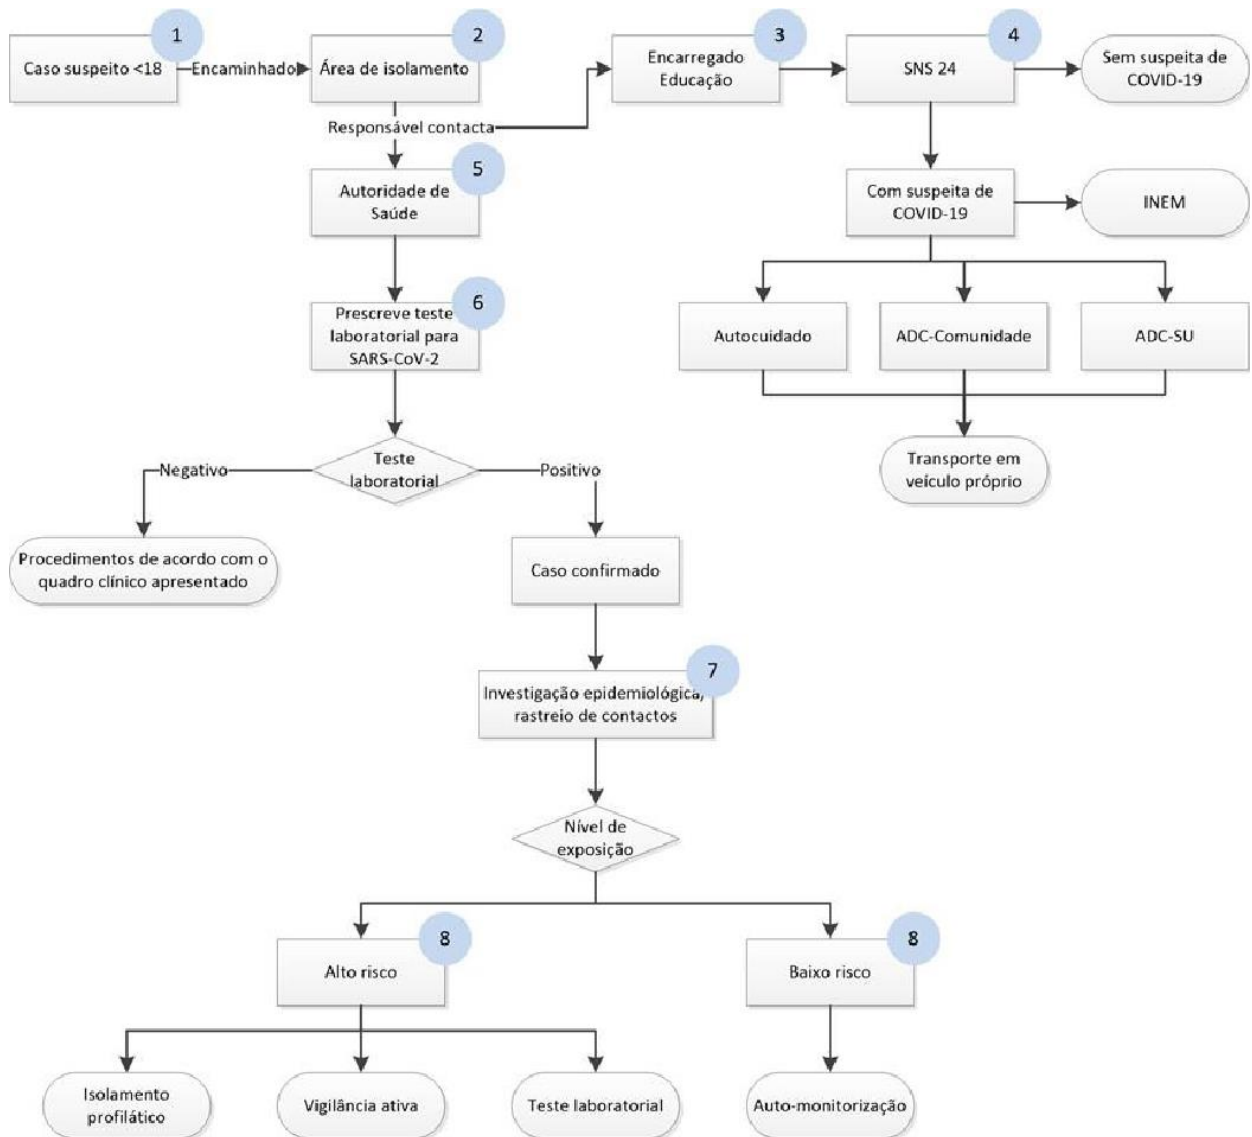 1
Caso suspeito <18
Encaminhado
2
Área de isolamento
3
Encarregado
Educação
4
SNS 24
Sem suspeita de
COVID-19
Responsável contacta
5
Autoridade de
Saúde
Com suspeita de
COVID-19
INEM
6
Prescreve teste
laboratorial para
SARS-CoV-2
Autocuidado
ADC-Comunidade
ADC-SU
Negativo
Teste
laboratorial
Positivo
Transporte em
veículo próprio
Procedimentos de acordo com o
quadro clínico apresentado
Caso confirmado
7
Investigação epidemiológica/
rastreio de contactos
Nível de
exposição
8
Alto risco
8
Baixo risco
Isolamento
profilático
Vigilância ativa
Teste laboratorial
Auto-monitorização